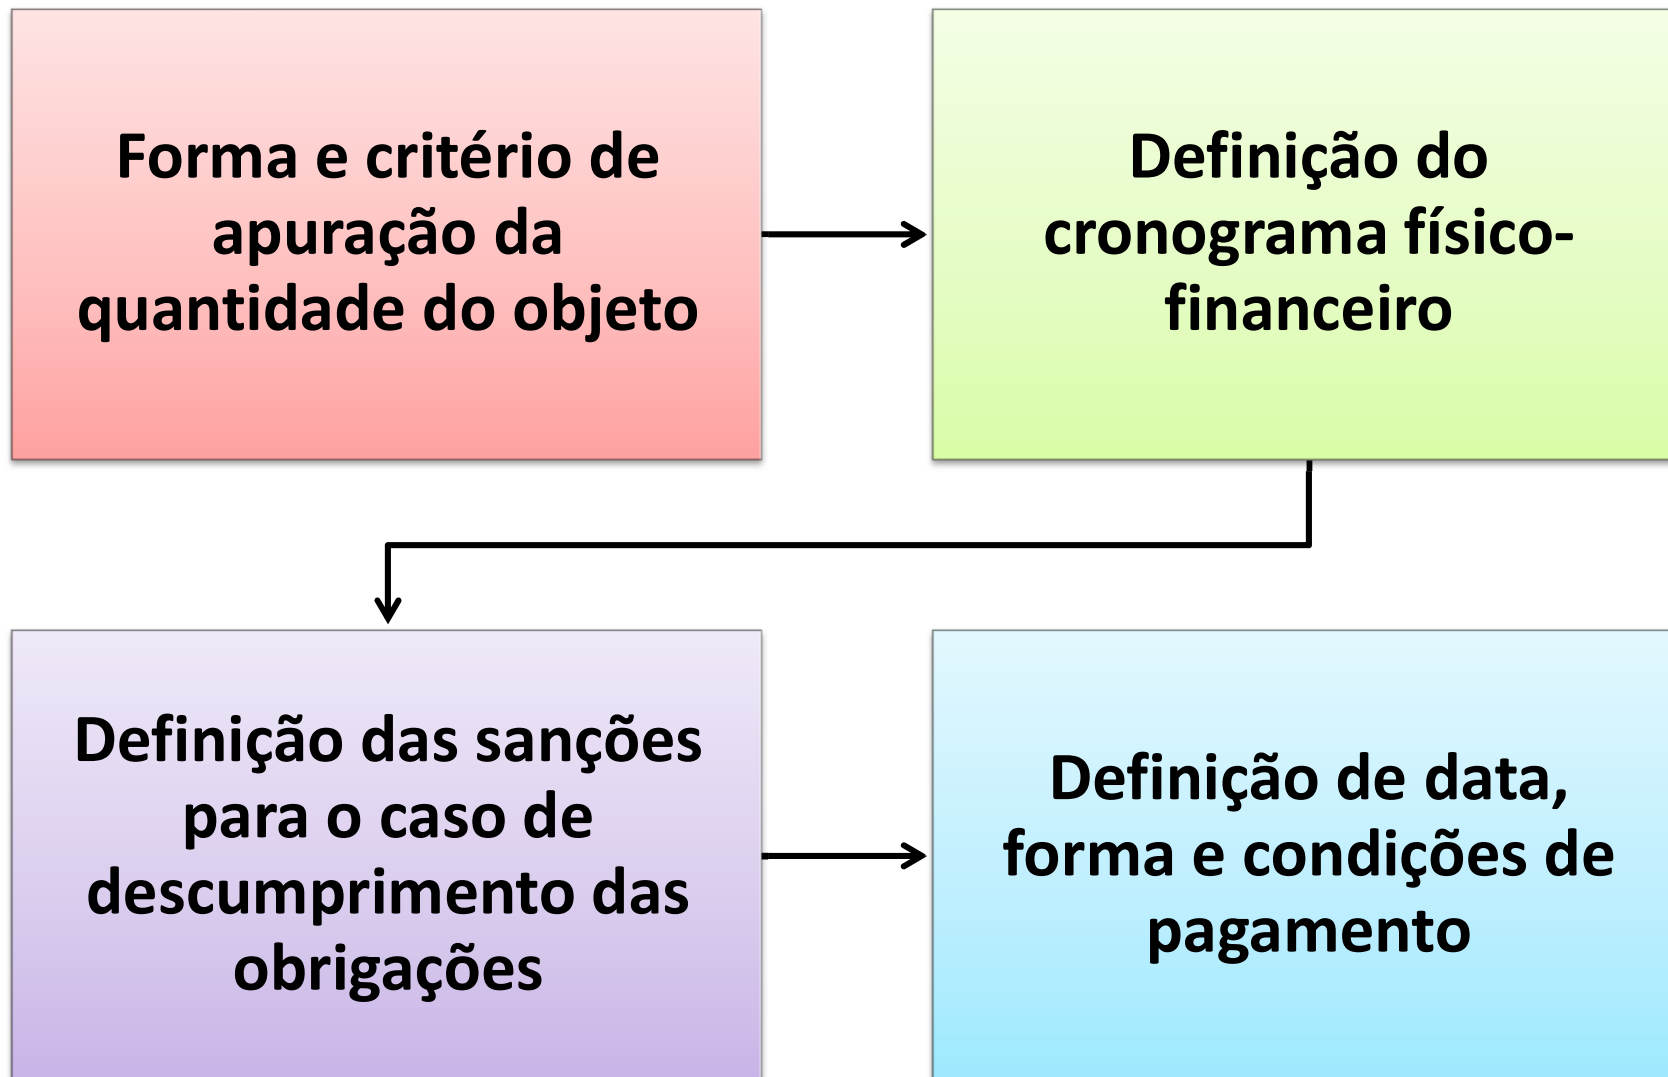 Forma e critério de
apuração da
quantidade do objeto
Definição do
cronograma físico-
financeiro
Definição das sanções
para o caso de
descumprimento das
obrigações
Definição de data,
forma e condições de
pagamento